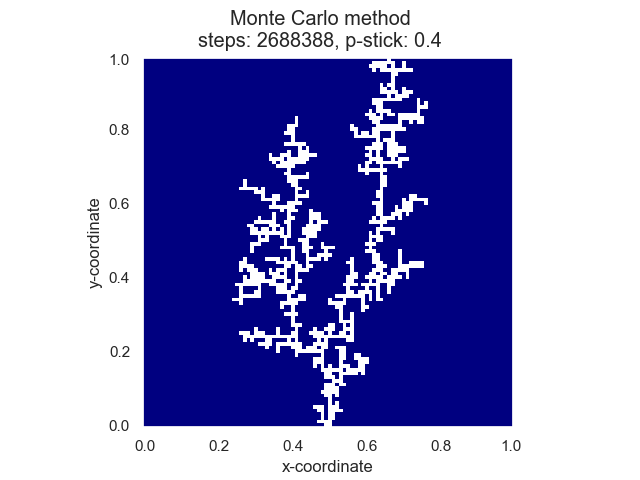 Monte Carlo method
steps: 2688388, p-stick: 0.4
1.0
0.8
0.6
0.4
0.2
0.0
y-coordinate
0.0 0.2 0.4 0.6 0.8 1.0
x-coordinate